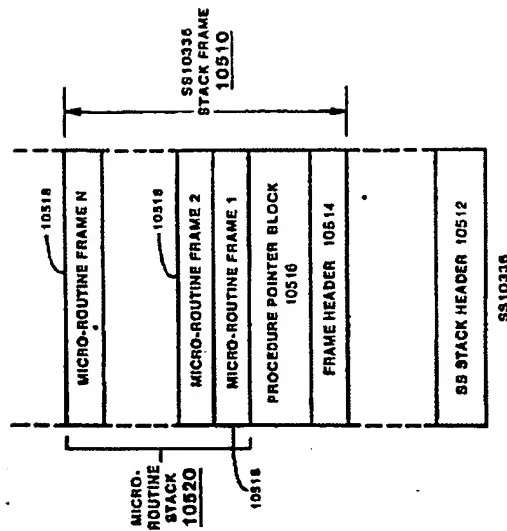 SS10336
STACK FRAME
10510
10518
MICRO-ROUTINE FRAME N
10518
MICRO-ROUTINE FRAME 2
MICRO-ROUTINE FRAME 1
PROCEDURE POINTER BLOCK
10516
FRAME HEADER 10514
SS STACK HEADER 10512
SS10336
MICRO-
ROUTINE
STACK
10520
10518